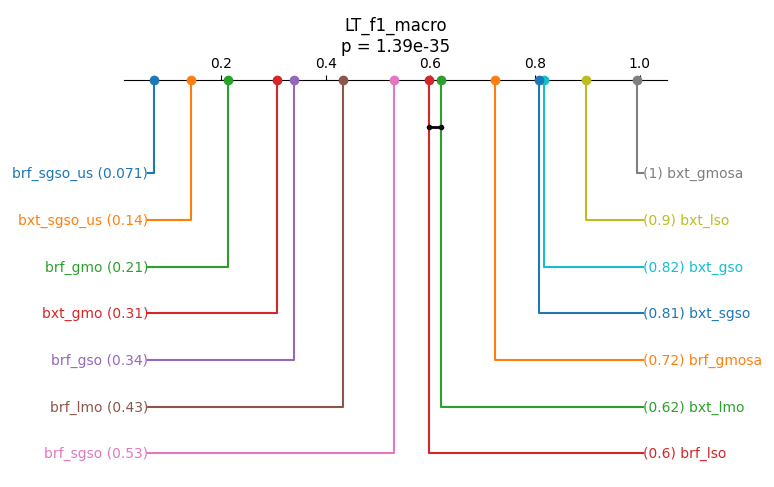 LT_f1_macro
p = 1.39e-35
0.2 0.4 0.6 0.8 1.0
brf_sgso_us (0.071) (1) bxt_gmosa
bxt_sgso_us (0.14) (0.9) bxt_lso
brf_gmo (0.21) (0.82) bxt_gso
bxt_gmo (0.31) (0.81) bxt_sgso
brf_gso (0.34) (0.72) brf_gmosa
brf_lmo (0.43) (0.62) bxt_lmo
brf_sgso (0.53) (0.6) brf_lso